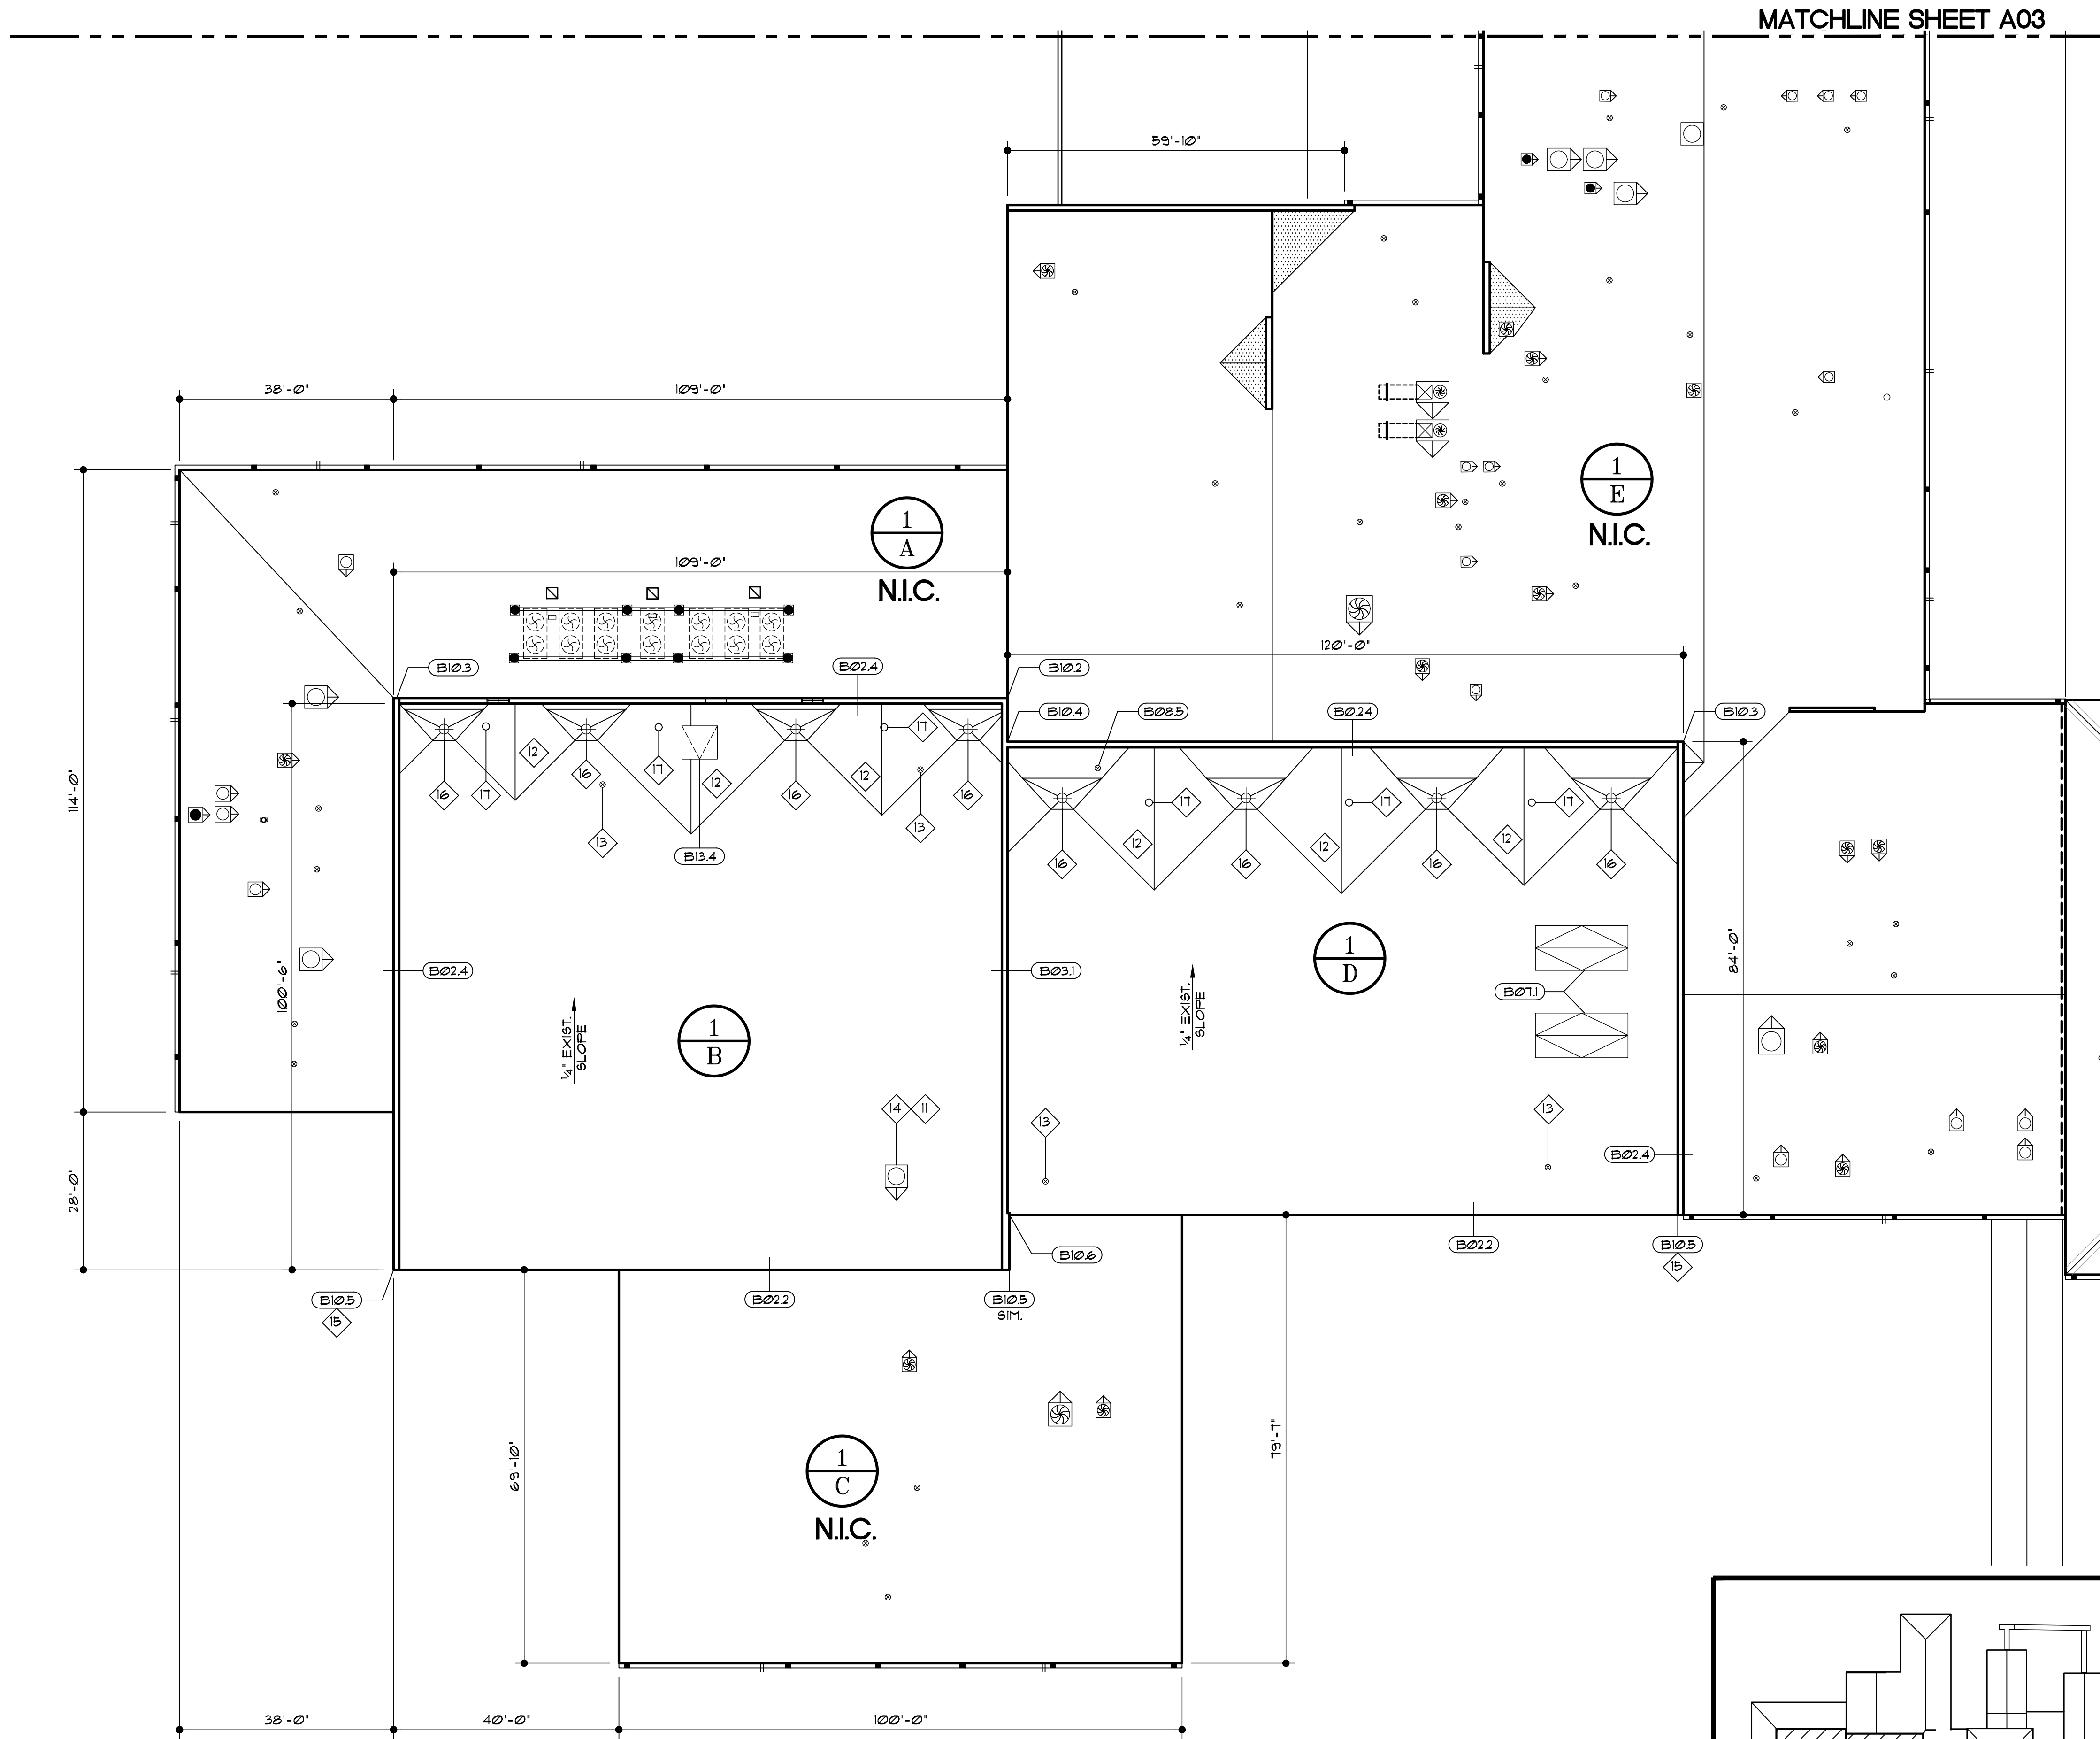 MATCHLINE SHEET A03
59'-10"
38'-0"
109'-0"
1
E
N.I.C.
1
A
N.I.C.
109'-0"
120'-0"
B10.3
B02.4
B10.2
B10.4
B08.5
B0.24
B10.3
17
12
16
17
12
12
16
17
16
16
13
13
B13.4
17
17
17
12
12
12
16
16
16
16
114'-0"
100'-6"
84'-0"
B02.4
B03.1
1
D
B07.1
1/4" EXIST.
SLOPE
1/4" EXIST.
SLOPE
1
B
14
11
13
13
B02.4
28'-0"
B10.6
B02.2
B10.5
15
B10.5
15
B02.2
B10.5
SIM.
69'-10"
79'-7"
1
C
N.I.C.
38'-0"
40'-0"
100'-0"